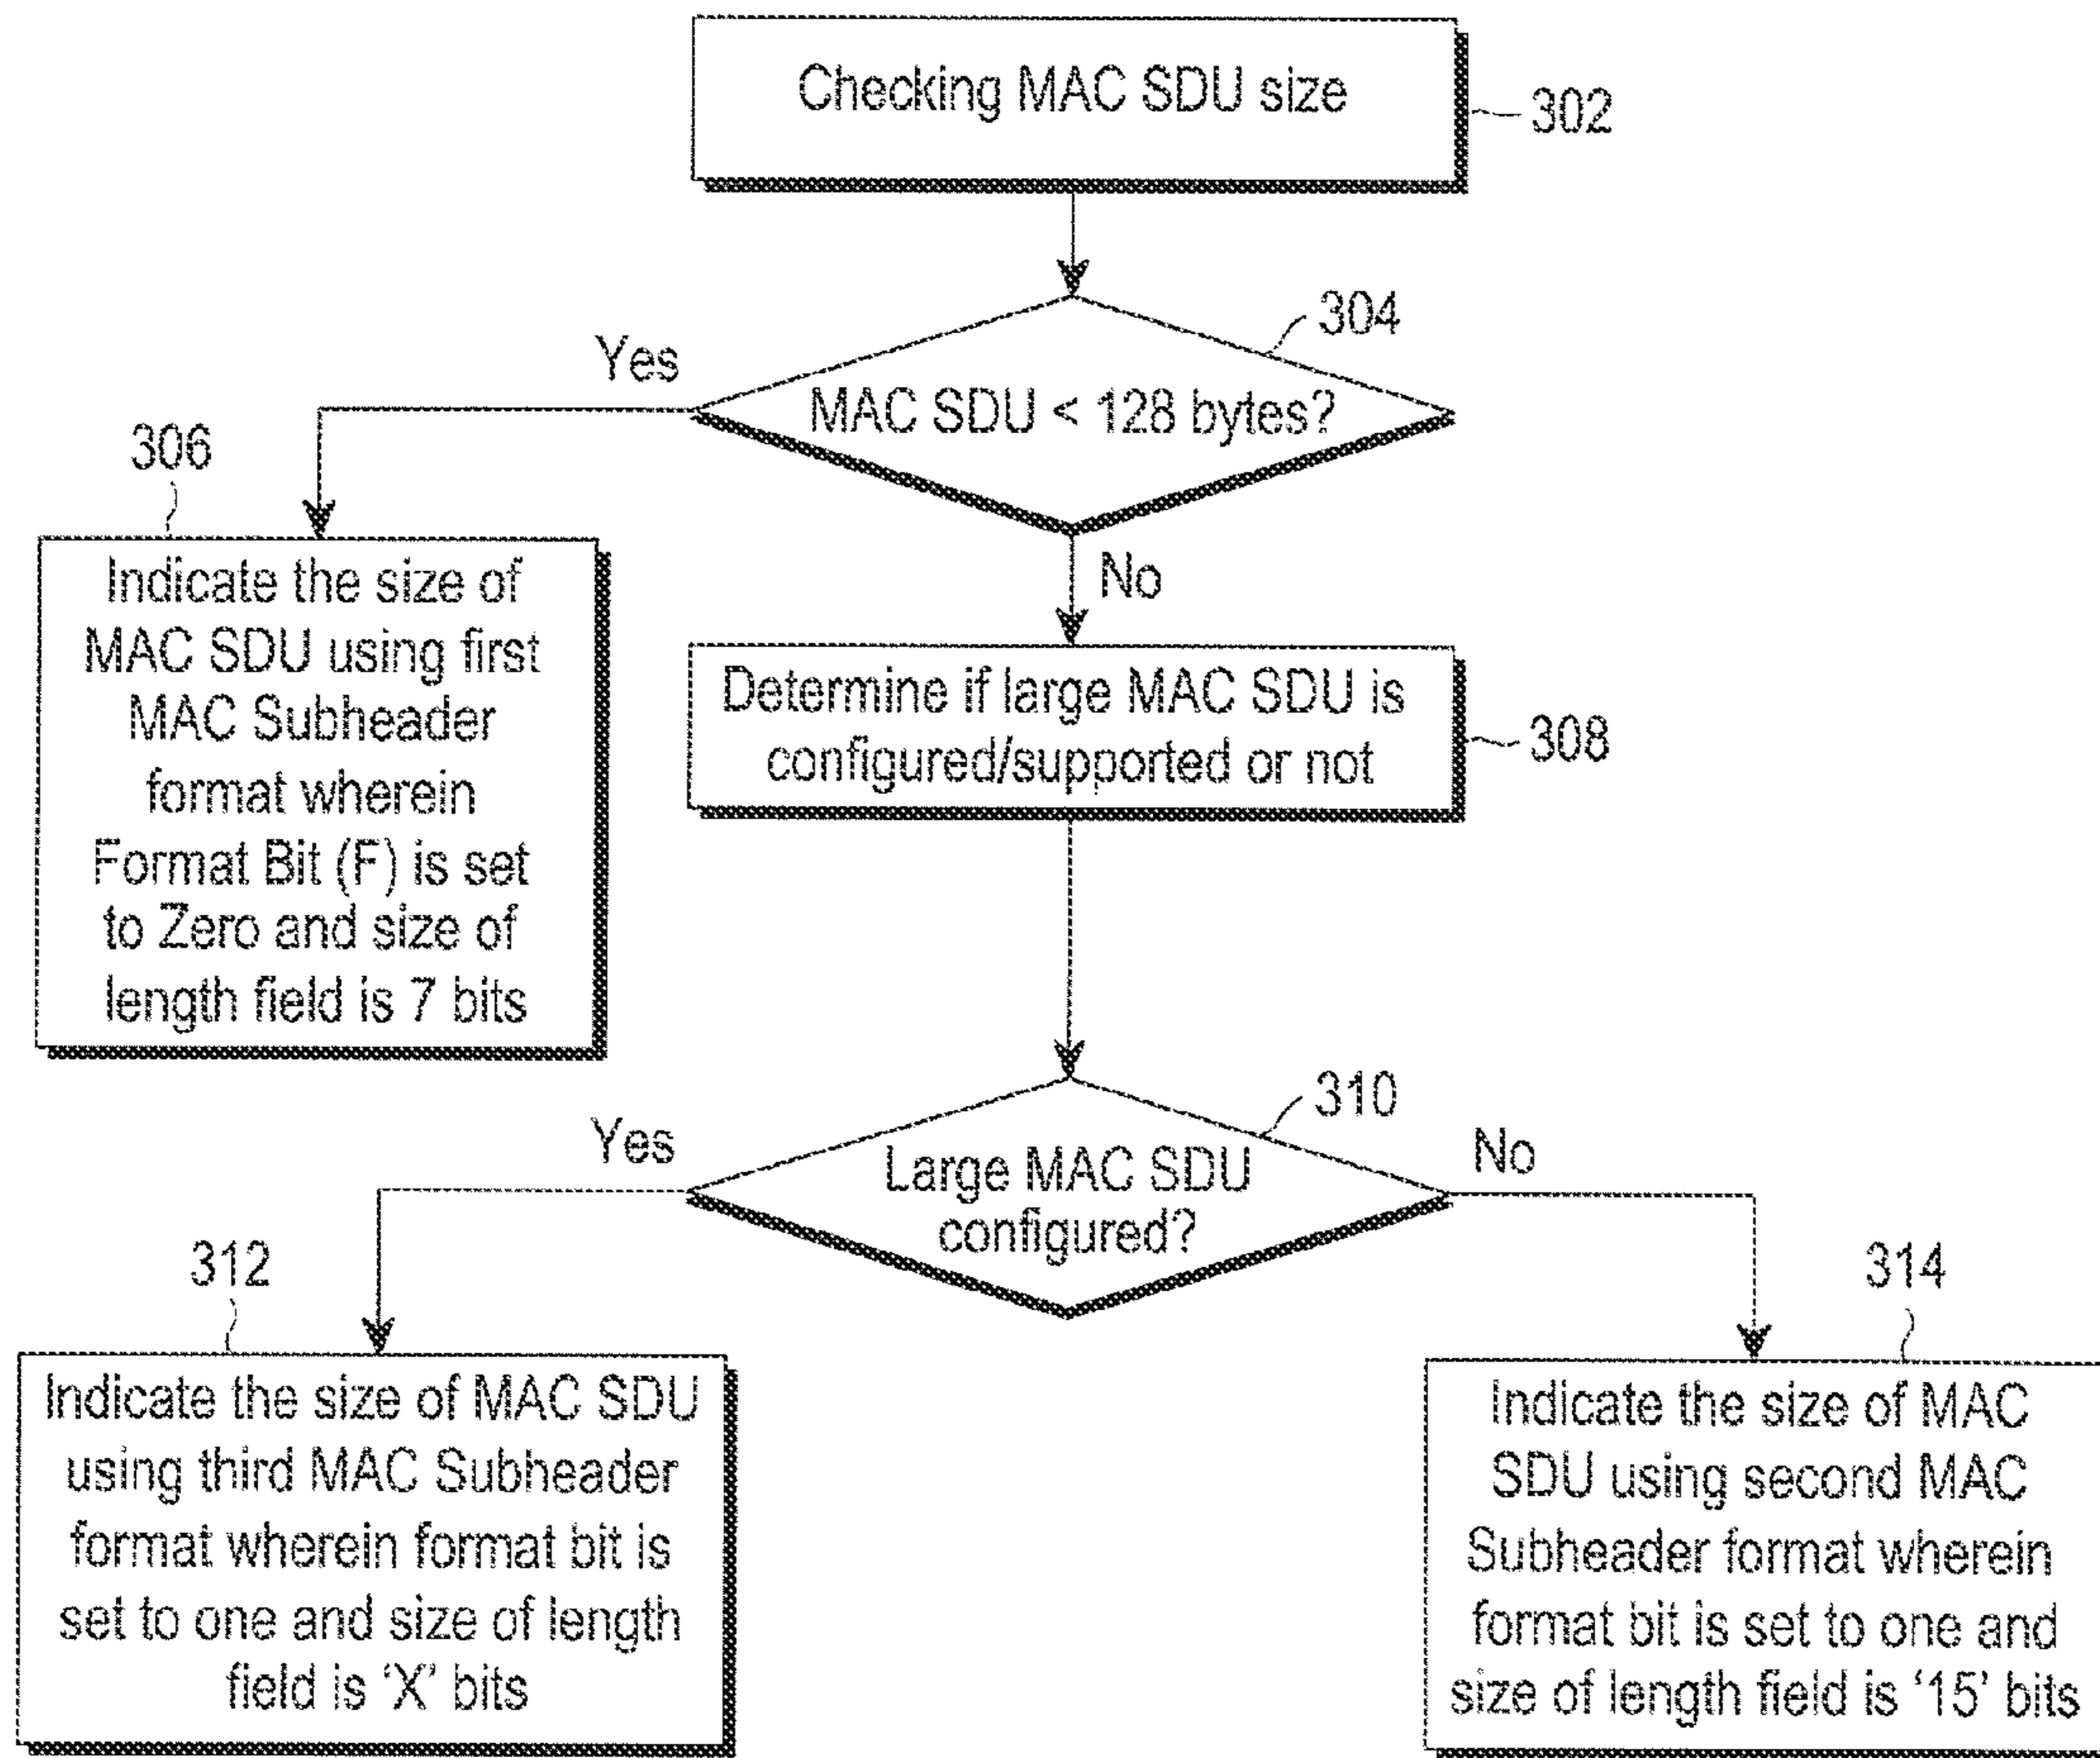 Checking MAC SDU size
302
304
Yes
MAC SDU < 128 bytes?
306
No
Indicate the size of
MAC SDU using first
MAC Subheader
format wherein
Format Bit (F) is set
to Zero and size of
length field is 7 bits
Determine if large MAC SDU is
configured/supported or not
308
310
Yes
No
Large MAC SDU
configured?
312
314
Indicate the size of MAC SDU
using third MAC Subheader
format wherein format bit is
set to one and size of length
field is ‘X’ bits
Indicate the size of MAC
SDU using second MAC
Subheader format wherein
format bit is set to one and
size of length field is ‘15’ bits